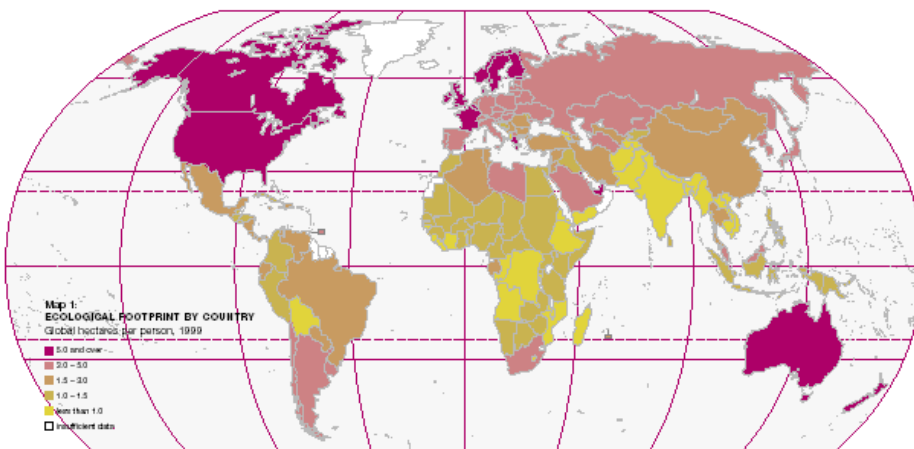 Map 1:
ECOLOGICAL FOOTPRINT BY COUNTRY
Global hectares per person, 1999
5.0 and over
3.0 – 5.0
1.5 – 3.0
1.0 – 1.5
less than 1.0
insufficient data